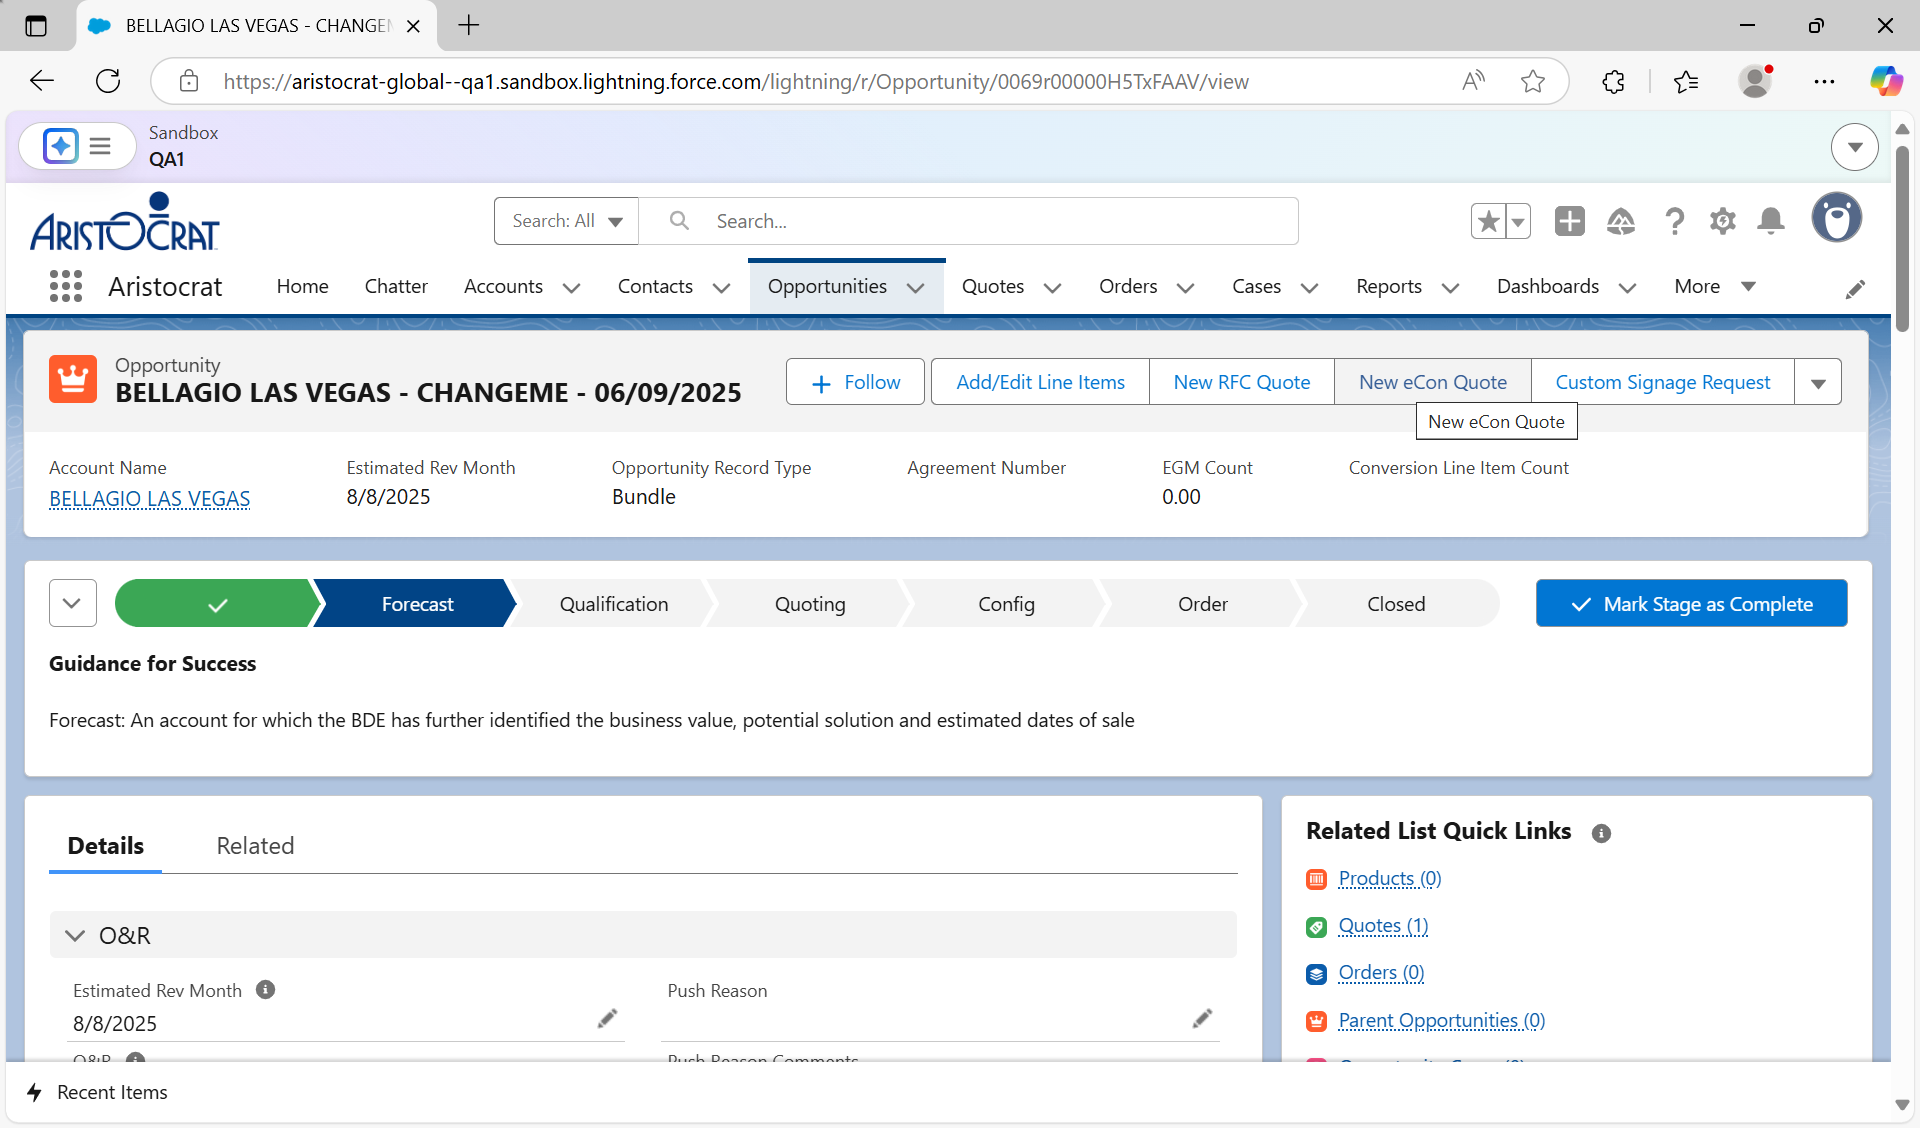 BELLAGIO LAS VEGAS - CHANGEM
https://aristocrat-global--qa1.sandbox.lightning.force.com/lightning/r/Opportunity/0069r00000H5TxFAAV/view
Sandbox
QA1
ARISTOCRAT
Search: All
Search...
Aristocrat
Home
Chatter
Accounts
Contacts
Opportunities
Quotes
Orders
Cases
Reports
Dashboards
More
Opportunity
BELLAGIO LAS VEGAS - CHANGEME - 06/09/2025
Follow
Add/Edit Line Items
New RFC Quote
New eCon Quote
Custom Signage Request
New eCon Quote
Account Name
BELLAGIO LAS VEGAS
Estimated Rev Month
8/8/2025
Opportunity Record Type
Bundle
Agreement Number
EGM Count
0.00
Conversion Line Item Count
Forecast
Qualification
Quoting
Config
Order
Closed
Mark Stage as Complete
Guidance for Success
Forecast: An account for which the BDE has further identified the business value, potential solution and estimated dates of sale
Details
Related
O&R
Estimated Rev Month
8/8/2025
Push Reason
O&R
Push Reason Comments
Related List Quick Links
Products (0)
Quotes (1)
Orders (0)
Parent Opportunities (0)
Recent Items